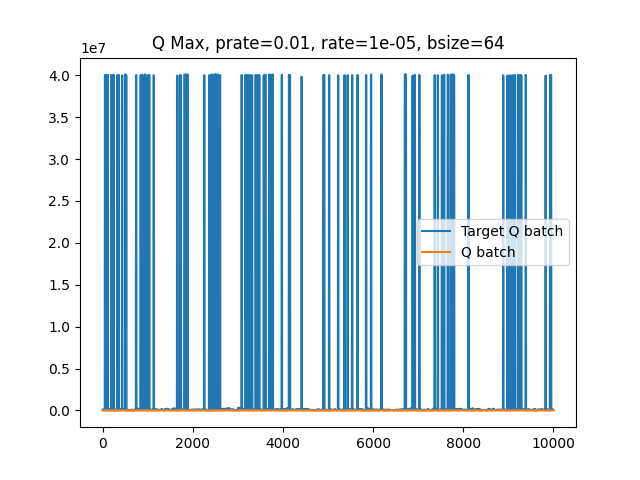 Q Max, prate=0.01, rate=1e-05, bsize=64
1e7
4.0
3.5
3.0
2.5
2.0
1.5
1.0
0.5
0.0
Target Q batch
Q batch
0 2000 4000 6000 8000 10000